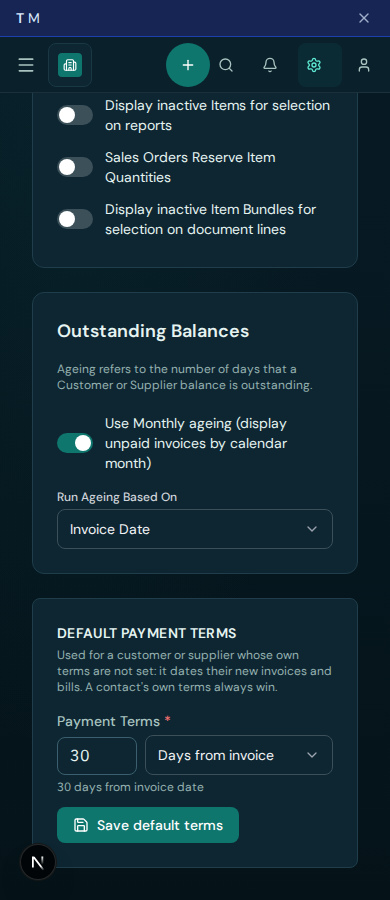 T M
Display inactive Items for selection
on reports
Sales Orders Reserve Item
Quantities
Display inactive Item Bundles for
selection on document lines
Outstanding Balances
Ageing refers to the number of days that a
Customer or Supplier balance is outstanding.
Use Monthly ageing (display
unpaid invoices by calendar
month)
Run Ageing Based On
Invoice Date
DEFAULT PAYMENT TERMS
Used for a customer or supplier whose own
terms are not set: it dates their new invoices and
bills. A contact's own terms always win.
Payment Terms *
30 Days from invoice
30 days from invoice date
Save default terms
N